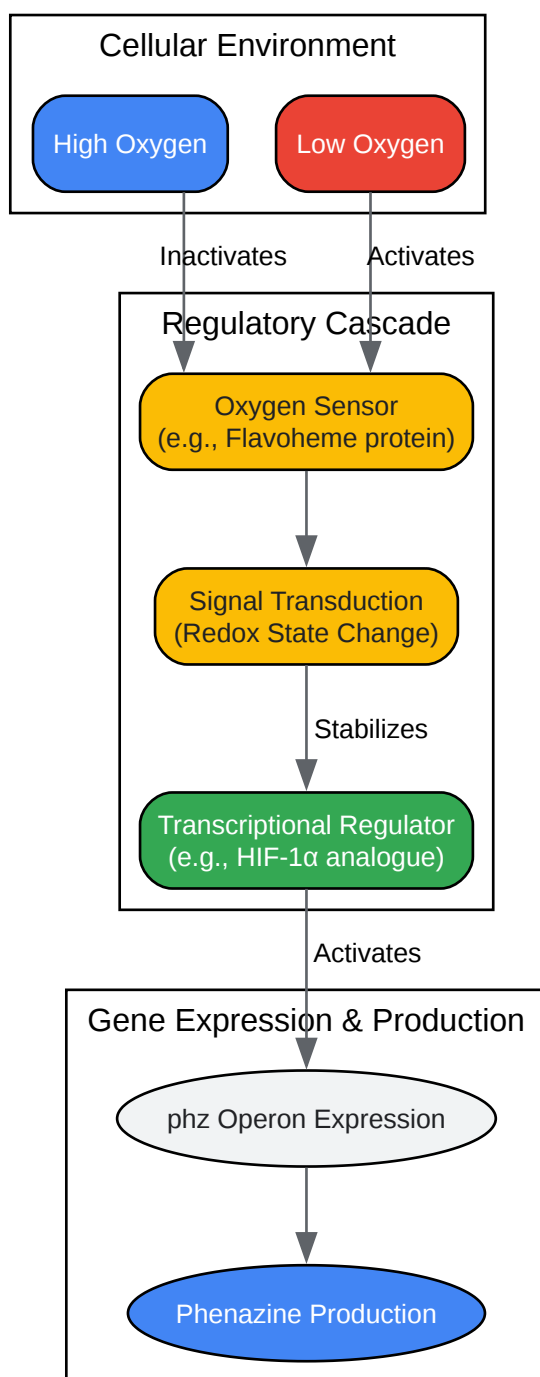 Cellular Environment
High Oxygen
Low Oxygen
Inactivates
Activates
Regulatory Cascade
Oxygen Sensor
(e.g., Flavoheme protein)
Signal Transduction
(Redox State Change)
Stabilizes
Transcriptional Regulator
(e.g., HIF-1α analogue)
Activates
Gene Expression & Production
phz Operon Expression
Phenazine Production